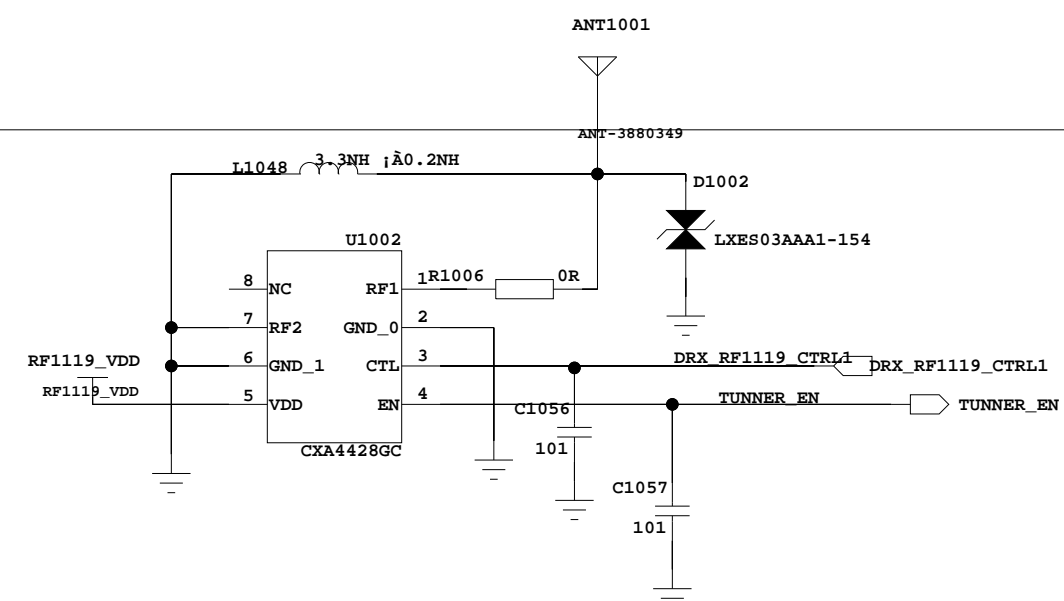 ANT1001
ANT-3880349
L1048 3.3NH ¡À0.2NH
D1002
LXES03AAA1-154
U1002
8 NC
7 RF2
6 GND_1
5 VDD
RF1 1
GND_0 2
CTL 3
EN 4
R1006 0R
RF1119_VDD
RF1119_VDD
DRX_RF1119_CTRL1
DRX_RF1119_CTRL1
TUNNER_EN
TUNNER_EN
C1056
101
CXA4428GC
C1057
101